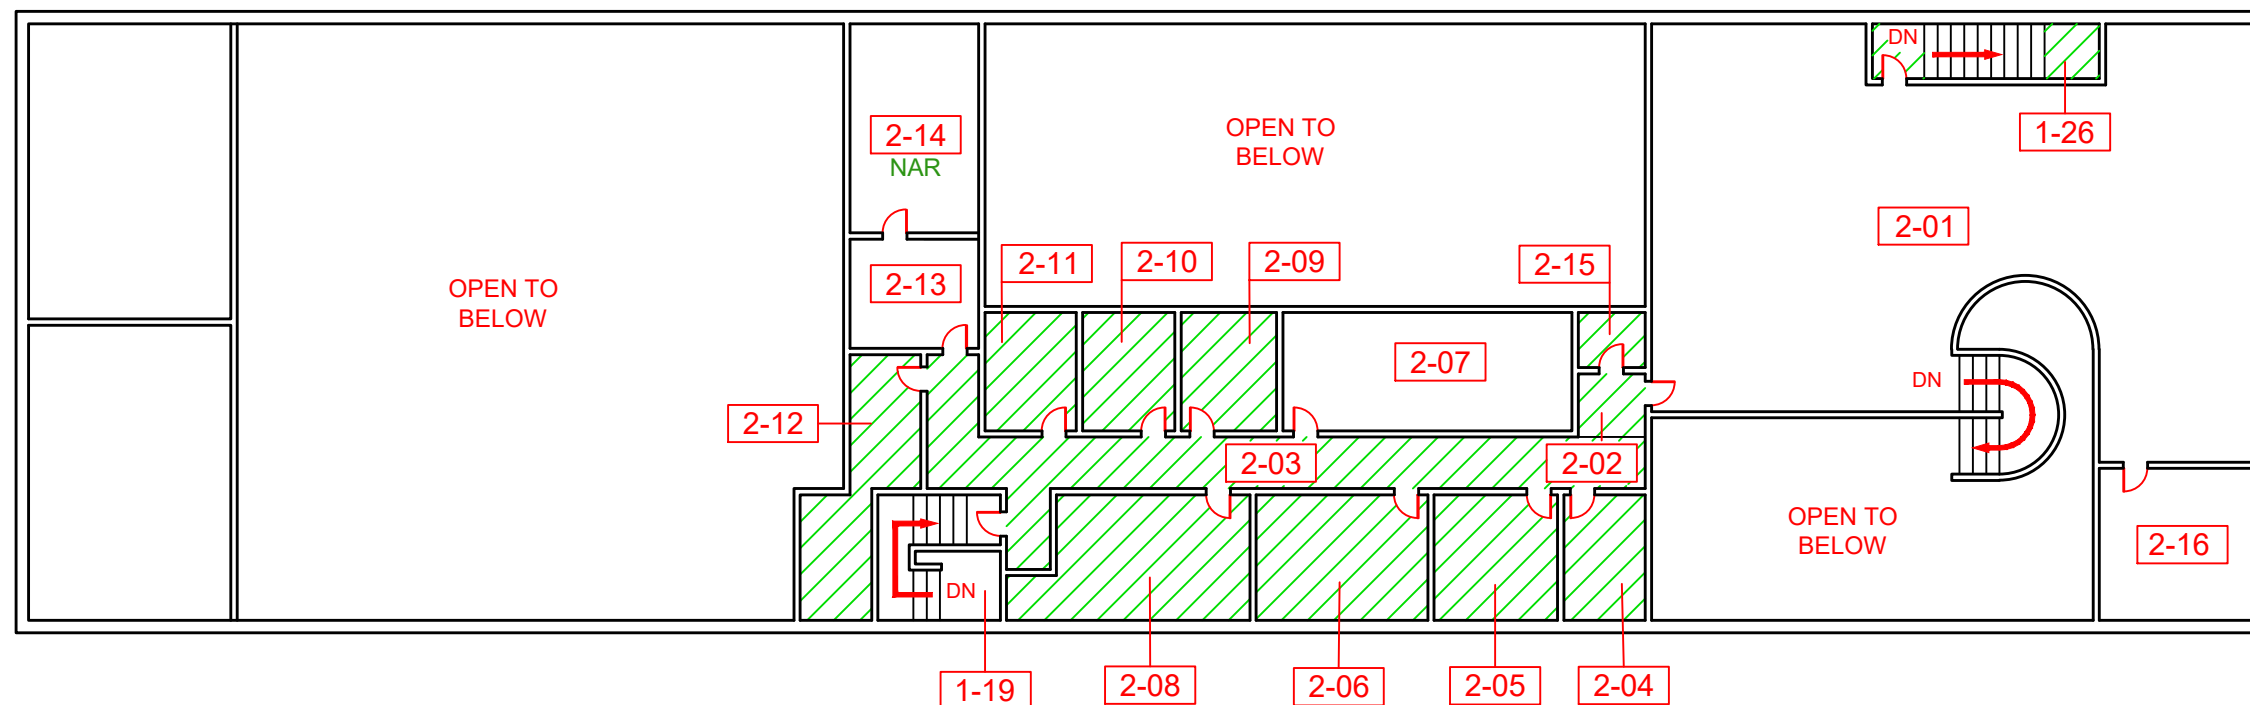 DN
2-14
NAR
OPEN TO
BELOW
1-26
2-01
2-11
2-10
2-09
2-15
2-13
OPEN TO
BELOW
2-07
DN
2-12
2-03
2-02
OPEN TO
BELOW
2-16
DN
1-19
2-08
2-06
2-05
2-04